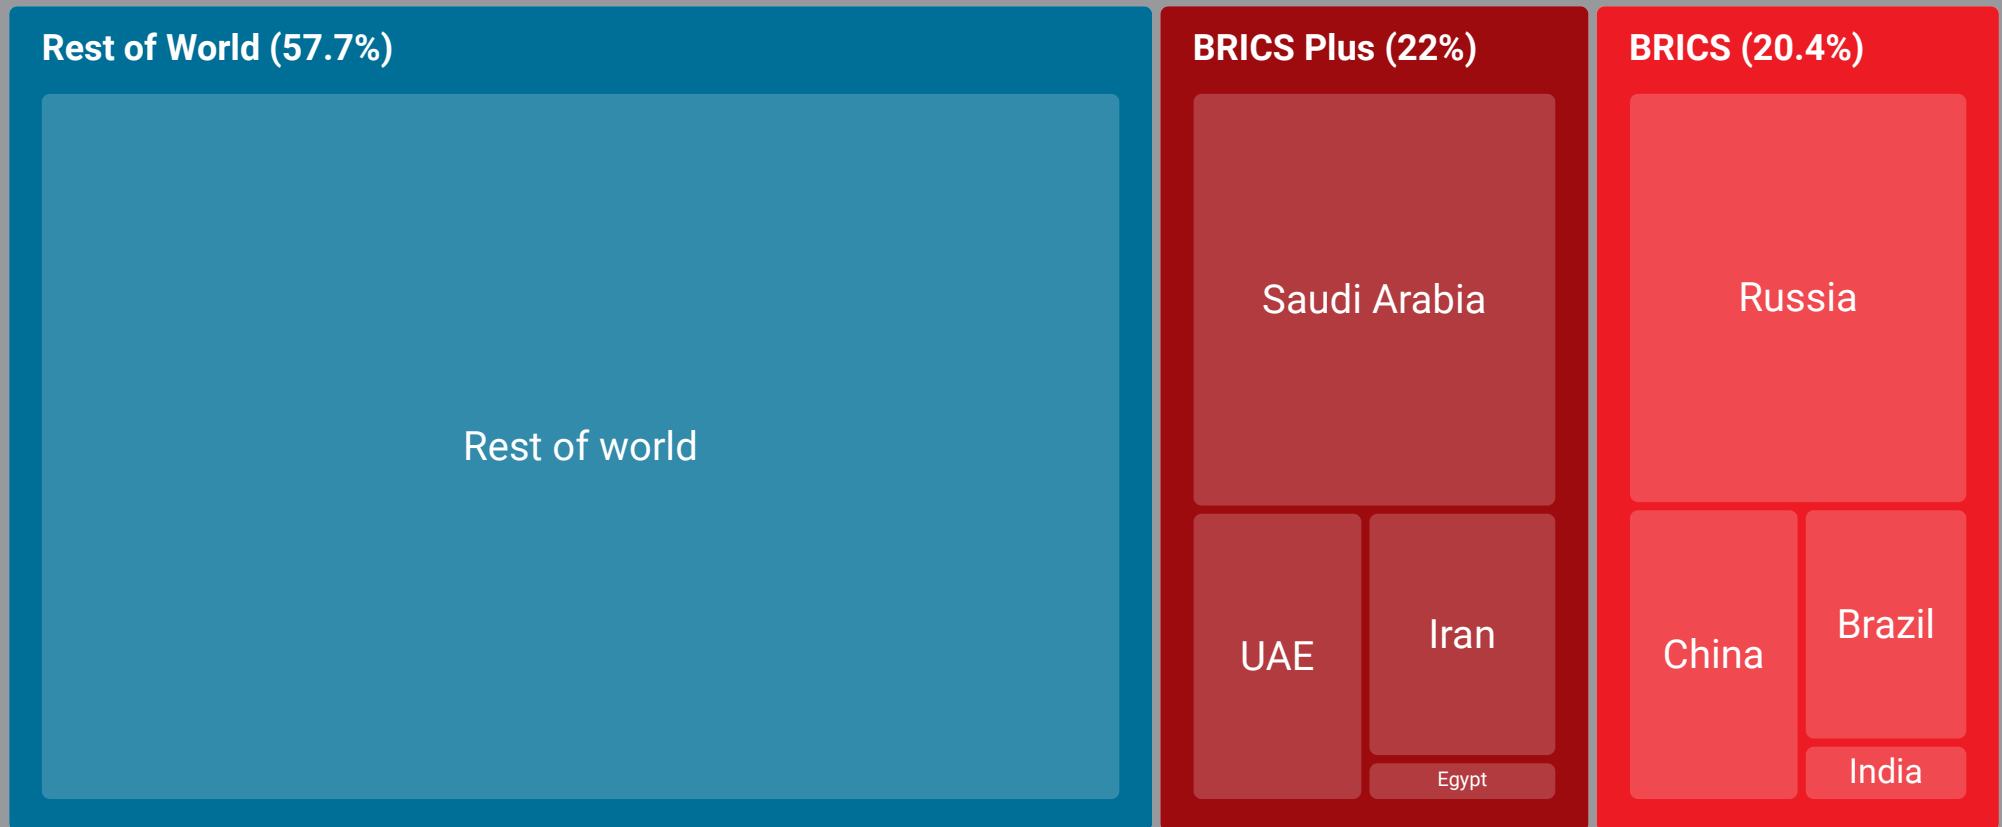 Rest of World (57.7%)
Rest of world
BRICS Plus (22%)
Saudi Arabia
UAE
Iran
Egypt
BRICS (20.4%)
Russia
China
Brazil
India